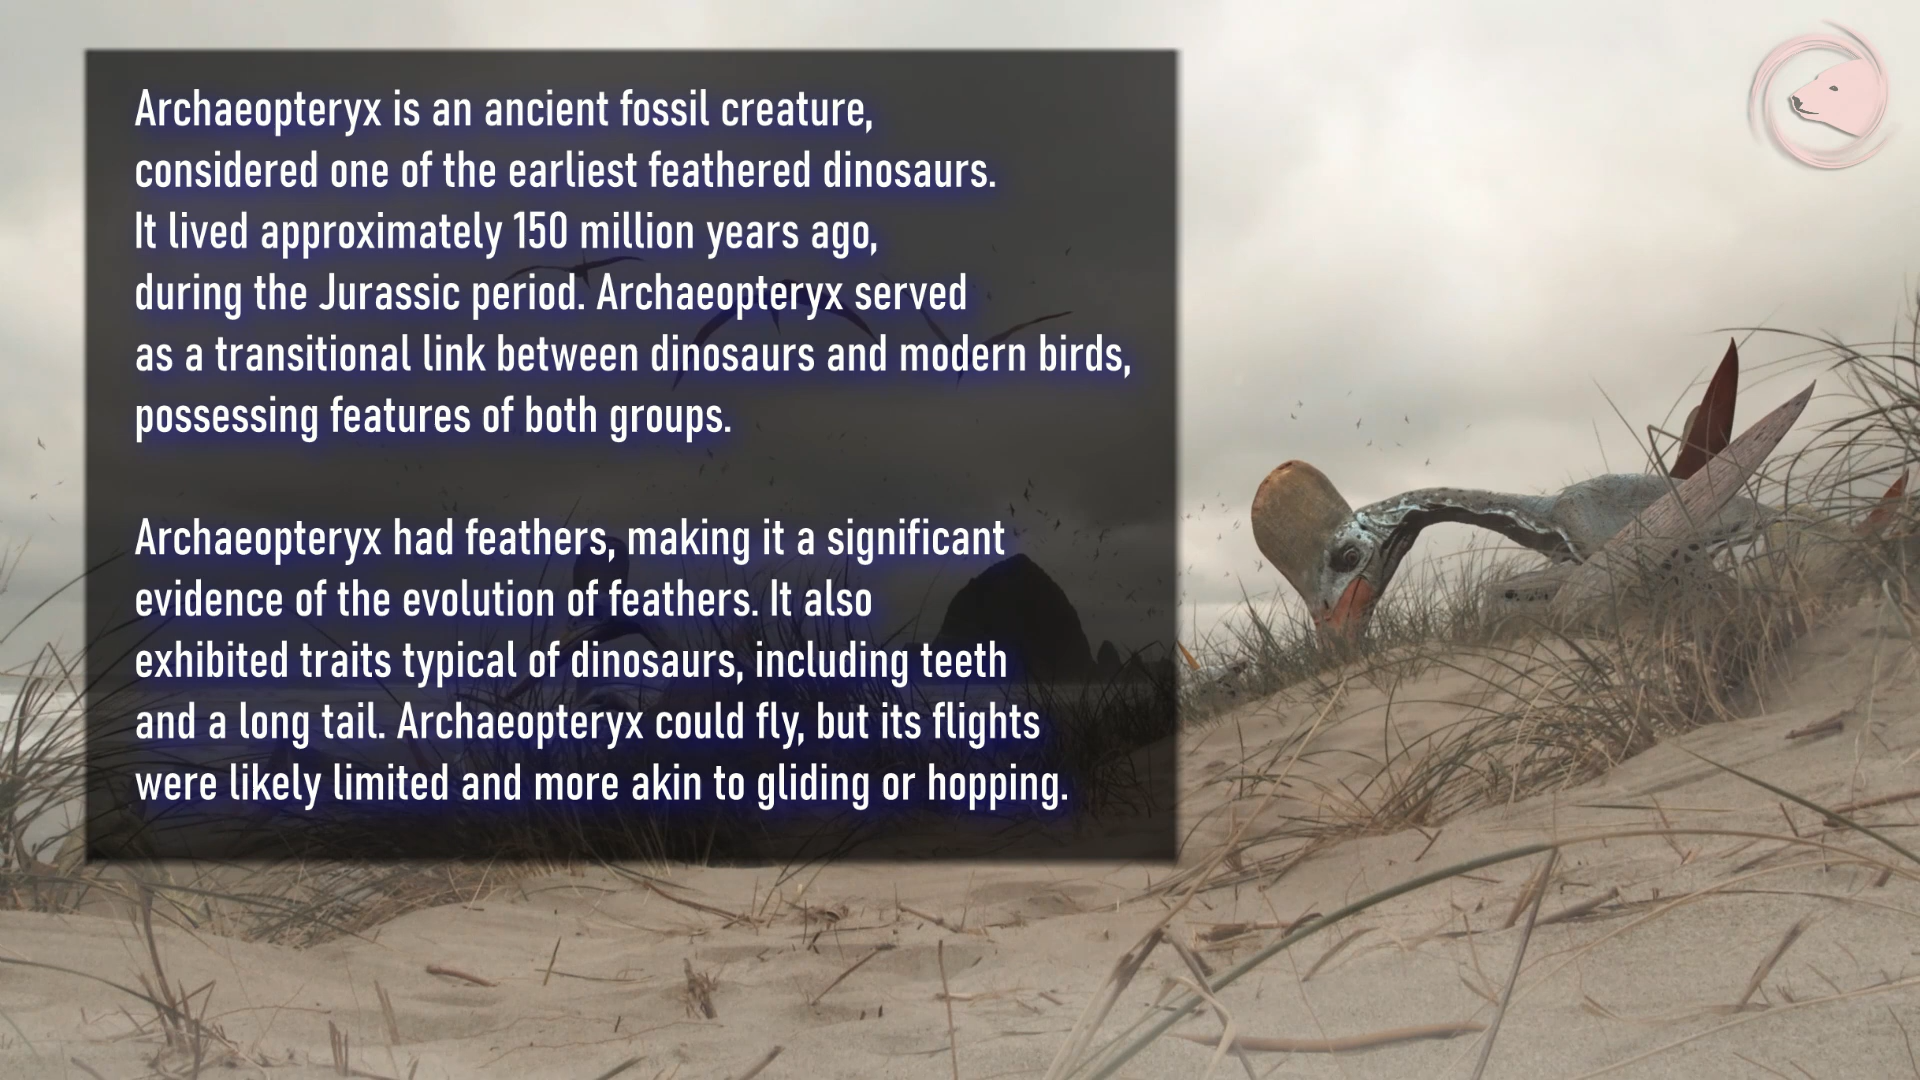 Archaeopteryx is an ancient fossil creature,
considered one of the earliest feathered dinosaurs.
It lived approximately 150 million years ago,
during the Jurassic period. Archaeopteryx served
as a transitional link between dinosaurs and modern birds,
possessing features of both groups.
Archaeopteryx had feathers, making it a significant
evidence of the evolution of feathers. It also
exhibited traits typical of dinosaurs, including teeth
and a long tail. Archaeopteryx could fly, but its flights
were likely limited and more akin to gliding or hopping.